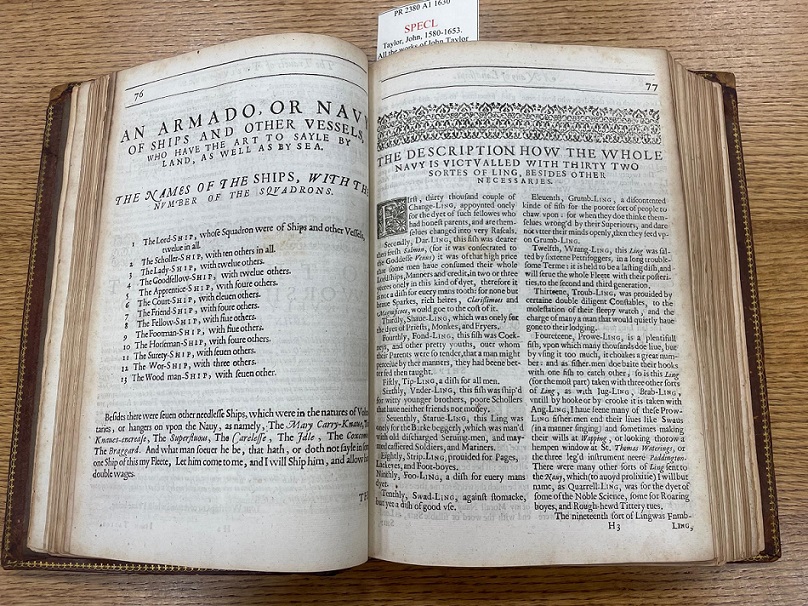 PR 2380 A1 1630
SPECL
Taylor, John, 1580-1653.
All the works of John Taylor
76
AN ARMADO, OR NAVY
OF SHIPS AND OTHER VESSELS,
WHO HAVE THE ART TO SAYLE BY
LAND, AS WELL AS BY SEA.
THE NAMES OF THE SHIPS, WITH THE
NVMBER OF THE SQVADRONS.
1 The Lord-SHIP, whose Squadron were of Ships and other Vessels,
twelue in all.
2 The Scholler-SHIP, with ten others in all.
3 The Lady-SHIP, with twelue others.
4 The Goodfellow-SHIP, with twelue others.
5 The Apprentice-SHIP, with foure others.
6 The Court-SHIP, with eleuen others.
7 The Friend-SHIP, with foure others.
8 The Fellow-SHIP, with fiue others.
9 The Footman-SHIP, with fiue others.
10 The Horseman-SHIP, with foure others.
11 The Surety-SHIP, with seuen others.
12 The Wor-SHIP, with three others.
13 The Wood man-SHIP, with seuen other.
Besides there were seuen other needlesse Ships, which were in the natures of Volun
taries, or hangers on vpon the Nauy, as namely, The Mary Carry-Knaue,
Knaues-encrease, The Superfluous, The Carelesse, The Idle, The
The Braggard. And what man soeuer he be, that hath, or doth not sayle in some
one Ship of this my Fleet, Let him come to me, and I will Ship him, and allow him
double wages.
77
THE DESCRIPTION HOW THE WHOLE
NAVY IS VICTVALLED WITH THIRTY TWO
SORTES OF LING, BESIDES OTHER
NECESSARIES.
First, thirty thousand couple of
Change-LING, appointed onely
for the dyet of such fellowes who
had honest parents, and are them-
selues changed into very Rascals.
Secondly, Dar-LING, this fish was dearer
then fresh Salmon, (for it was consecrated to
the Goddesse Venus) it was of that high price
that some men haue consumed their whole
Lordships, Manners and credit, in two or three
yeeres onely in this kind of dyet, therefore it
is not a dish for euery mans tooth: for none but
braue Sparkes, rich heires, Clarissimoes and
Magnificoes, would goe to the cost of it.
Thirdly, Shaue-LING, which was onely for
the dyet of Priests, Monkes, and Fryers.
Fourthly, Fond-LING, this fish was Cock-
neys, and other pretty youths, ouer whom
their Parents were so tender, that a man might
perceiue by their manners, they had beene bet-
ter fed then taught.
Fiftly, Tip-LING, a dish for all men.
Sixthly, Vnder-LING, this fish was ship'd
for witty younger brothers, poore Schollers
that haue neither friends nor money.
Seuenthly, Starue-LING, this Ling was
onely for the Barke beggerly, which was man'd
with old discharged Seruing-men, and may-
med casseered Soldiers, and Mariners.
Eightly, Strip-LING, prouided for Pages,
Lackeyes, and Foot-boyes.
Ninthly, Foo-LING, a dish for euery mans
dyet.
Tenthly, Swad-LING, against stomacke,
but yet a dish of good vse.
Eleuenth, Grumb-LING, a discontented
kinde of fish for the poorer sort of people to
chaw vpon: for when they doe thinke them-
selues wrong'd by their Superiours, and dare
not vtter their minds openly, then they feed vp-
on Grumb-LING.
Twelfth, Wrang-LING, this Ling was sal-
ted by sixteene Pettifoggers, in a long trouble-
some Terme: it is held to be a lasting dish, and
will serue the whole Fleete with their posteri-
ties, to the second and third generation.
Thirteene, Troub-LING, was prouided by
certaine double diligent Constables, to the
molestation of their sleepy watch, and the
charge of many a man that would quietly haue
gone to their lodging.
Fourteenth, Prowe-LING, is a plentifull
fish, vpon which many thousands doe liue, but
by vsing it too much, it choakes a great num-
ber: and as fisher-men doe baite their hookes
with one fish to catch other, so is this LING
(for the most part) taken with three other sorts
of LING, as with Jug-LING, Brab-LING,
vntill by hooke or by crooke it is taken with
Ang-LING, I haue seene many of these Prow-
LING fisher-men end their liues like Swans
(in a manner singing) and sometimes making
their wills at Wapping, or looking thorow a
hempen window at St. Thomas Waterings, or
the three leg'd instrument neere Paddington.
There were many other sorts of Ling sent to
the Nauy, which (to auoyd prolixitie) I will but
name, as Quarrell-LING, was for the dyet of
some of the Noble Science, some for Roaring
boyes, and Rough-hewd Tittery tues.
The nineteenth sort of Ling was Fumb-
H3 LING,